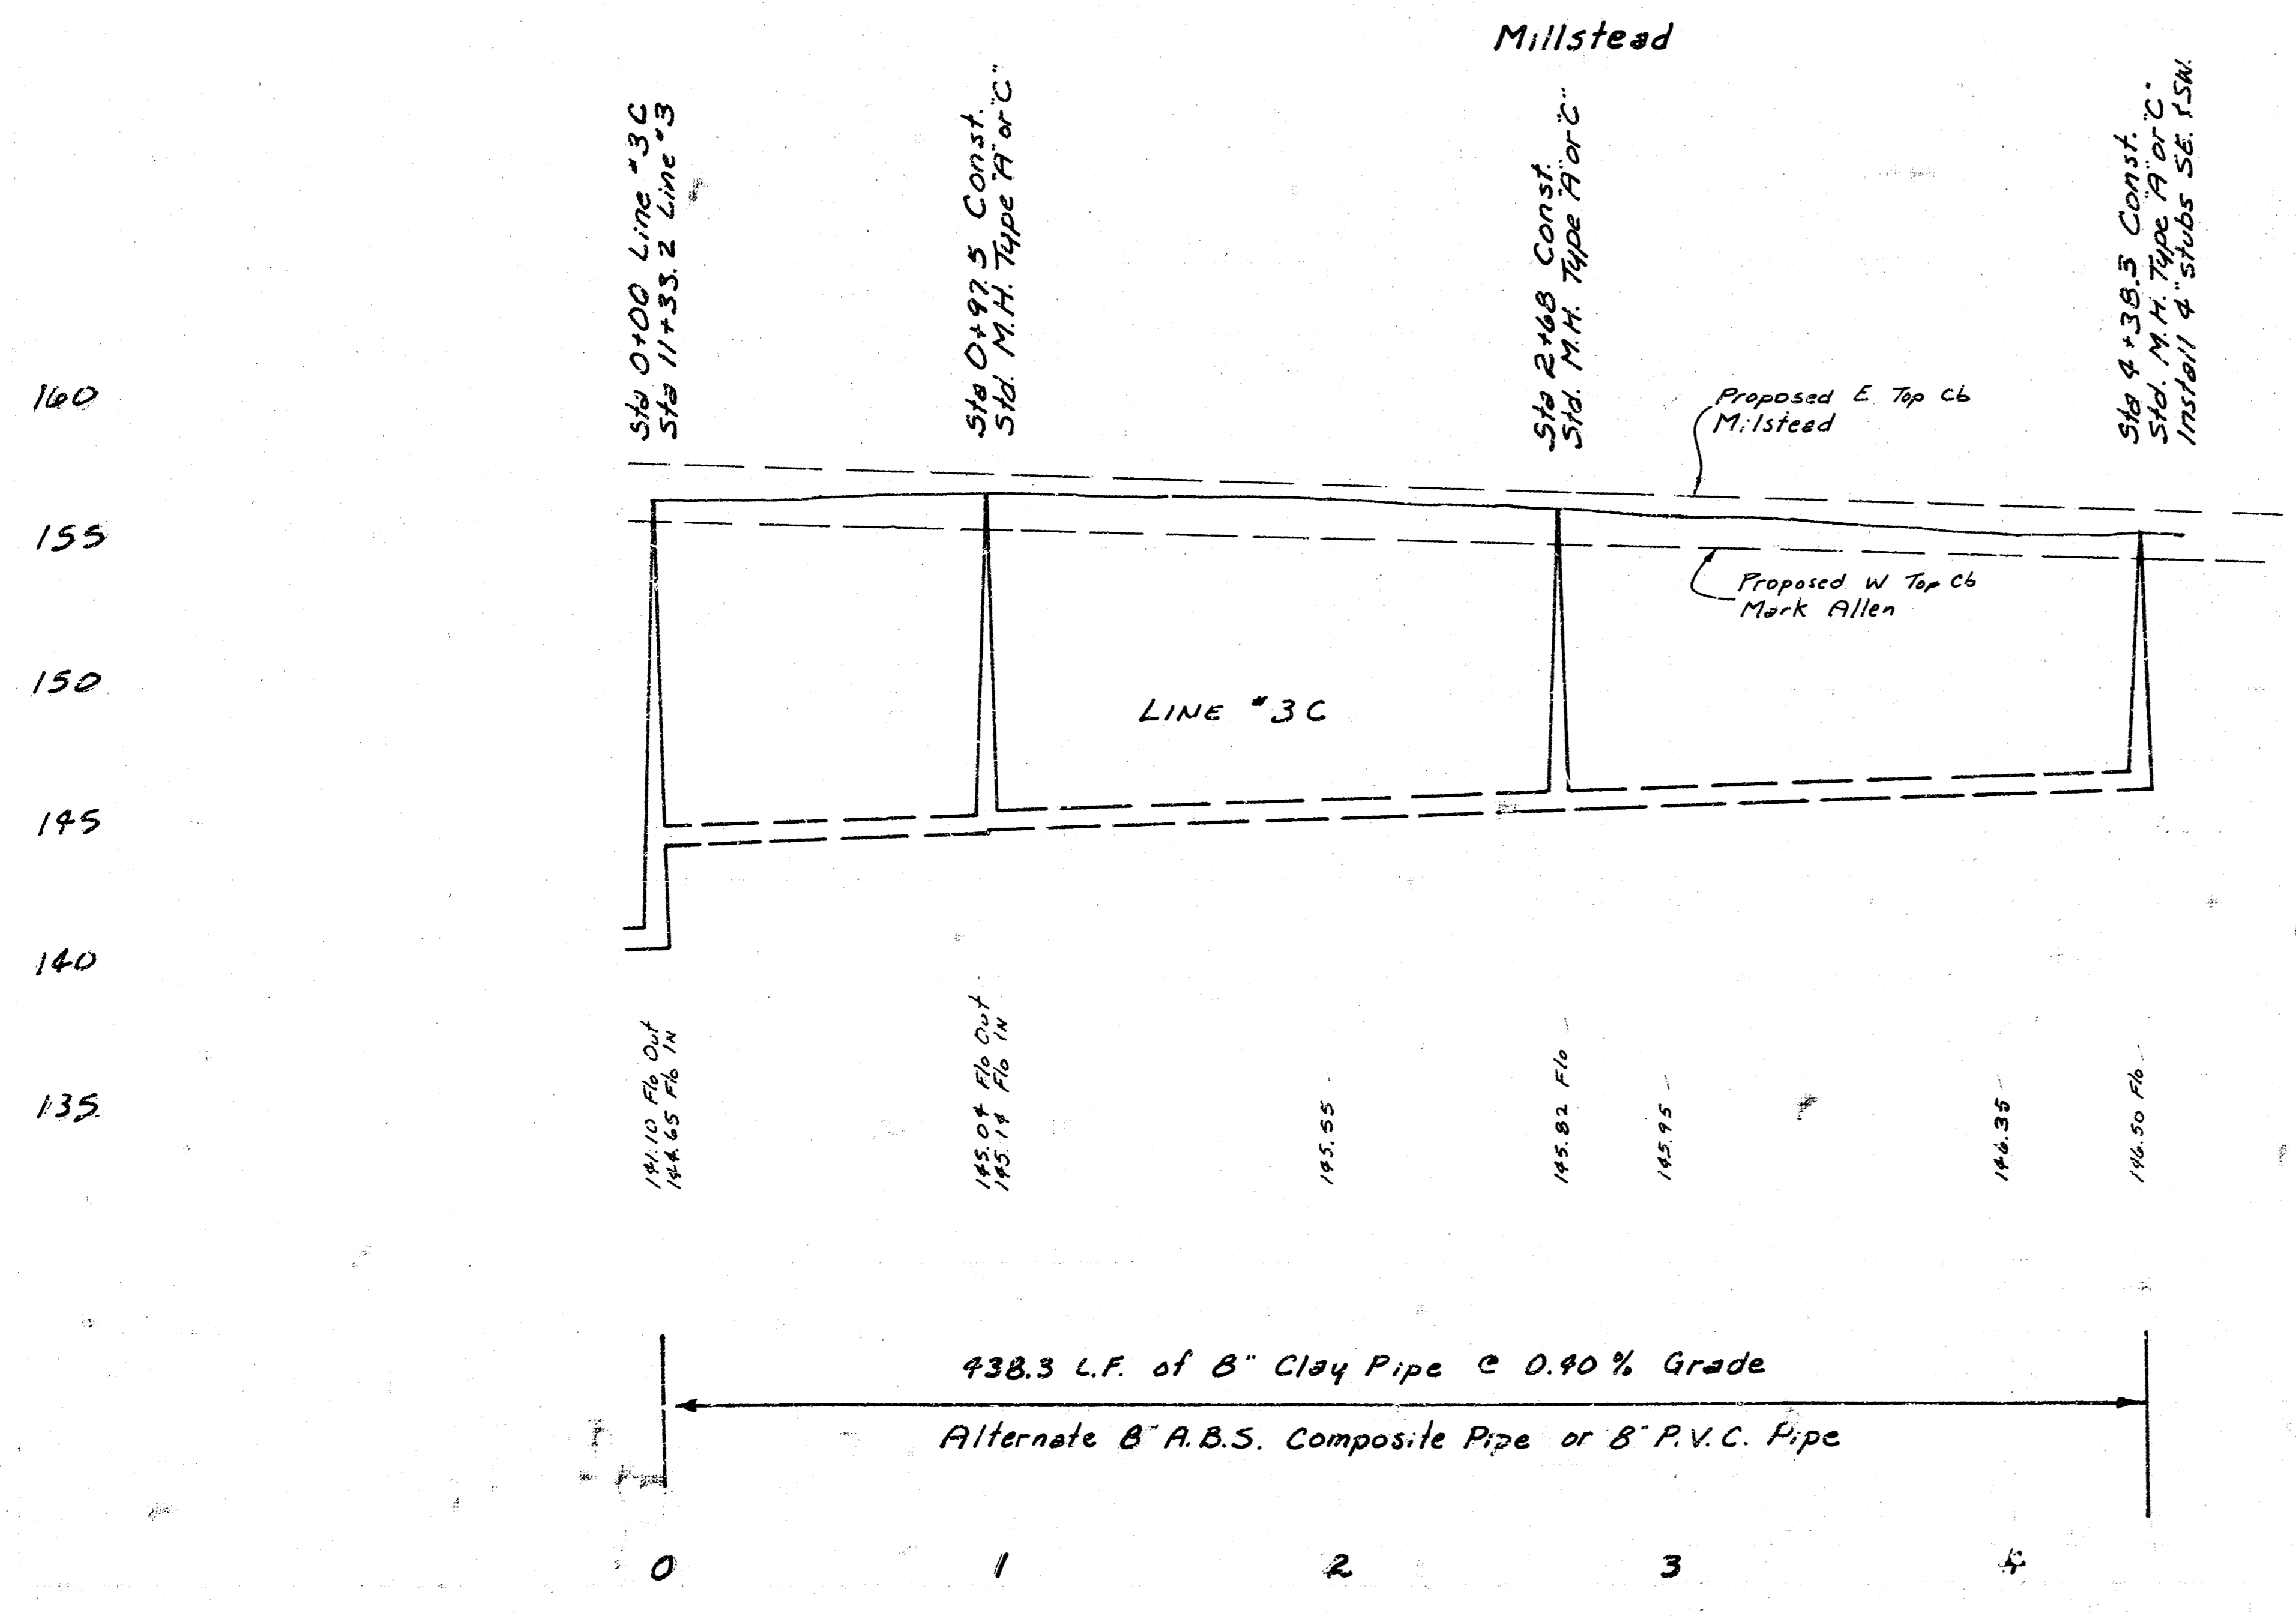 Millstead
Sta 0+00 Line #3C
Sta 11+33.2 Line #3
Sta 0+97.5 Const.
Std. M.H. Type "A" or "C"
Sta 2+68 Const.
Std. M.H. Type "A" or "C"
Sta 4+38.3 Const.
Std. M.H. Type "A" or "C"
Install 4" stubs SE. & SW.
160
Proposed E Top Cb
Milstead
155
Proposed W Top Cb
Mark Allen
150
LINE #3C
145
140
141.10 Flo Out
144.65 Flo IN
145.04 Flo Out
145.14 Flo IN
145.55
145.82 Flo
145.95
146.35
146.50 Flo
135
438.3 L.F. of 8" Clay Pipe @ 0.40% Grade
Alternate 8" A.B.S. Composite Pipe or 8" P.V.C. Pipe
0 1 2 3 4